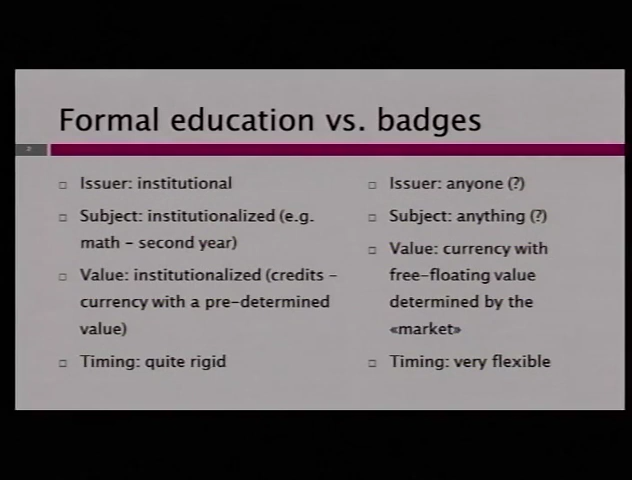 Formal education vs. badges
Issuer: institutional
Subject: institutionalized (e.g.
math – second year)
Value: institutionalized (credits –
currency with a pre-determined
value)
Timing: quite rigid
Issuer: anyone (?)
Subject: anything (?)
Value: currency with
free-floating value
determined by the
«market»
Timing: very flexible